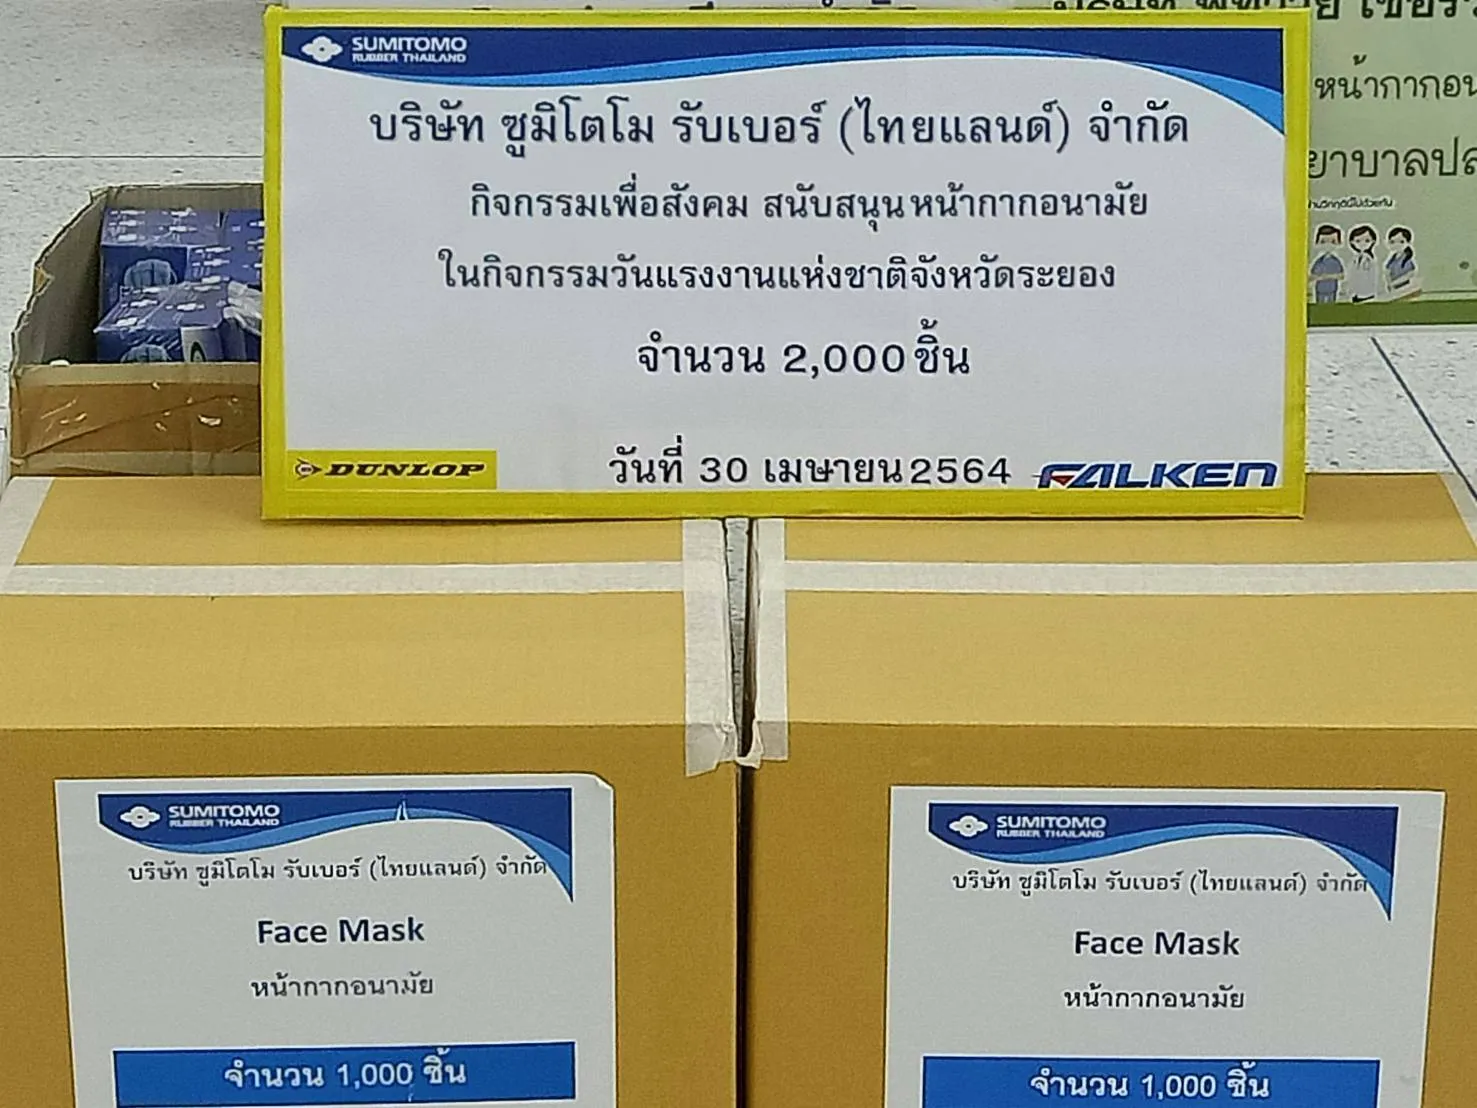 SUMITOMO
RUBBER THAILAND
บริษัท ซูมิโตโม รับเบอร์ (ไทยแลนด์) จำกัด
กิจกรรมเพื่อสังคม สนับสนุนหน้ากากอนามัย
ในกิจกรรมวันแรงงานแห่งชาติจังหวัดระยอง
จำนวน 2,000 ชิ้น
DUNLOP
วันที่ 30 เมษายน 2564
FALKEN
หน้ากากอน
ยาบาลปล
SUMITOMO
RUBBER THAILAND
บริษัท ซูมิโตโม รับเบอร์ (ไทยแลนด์) จำกัด
Face Mask
หน้ากากอนามัย
จำนวน 1,000 ชิ้น
SUMITOMO
RUBBER THAILAND
บริษัท ซูมิโตโม รับเบอร์ (ไทยแลนด์) จำกัด
Face Mask
หน้ากากอนามัย
จำนวน 1,000 ชิ้น